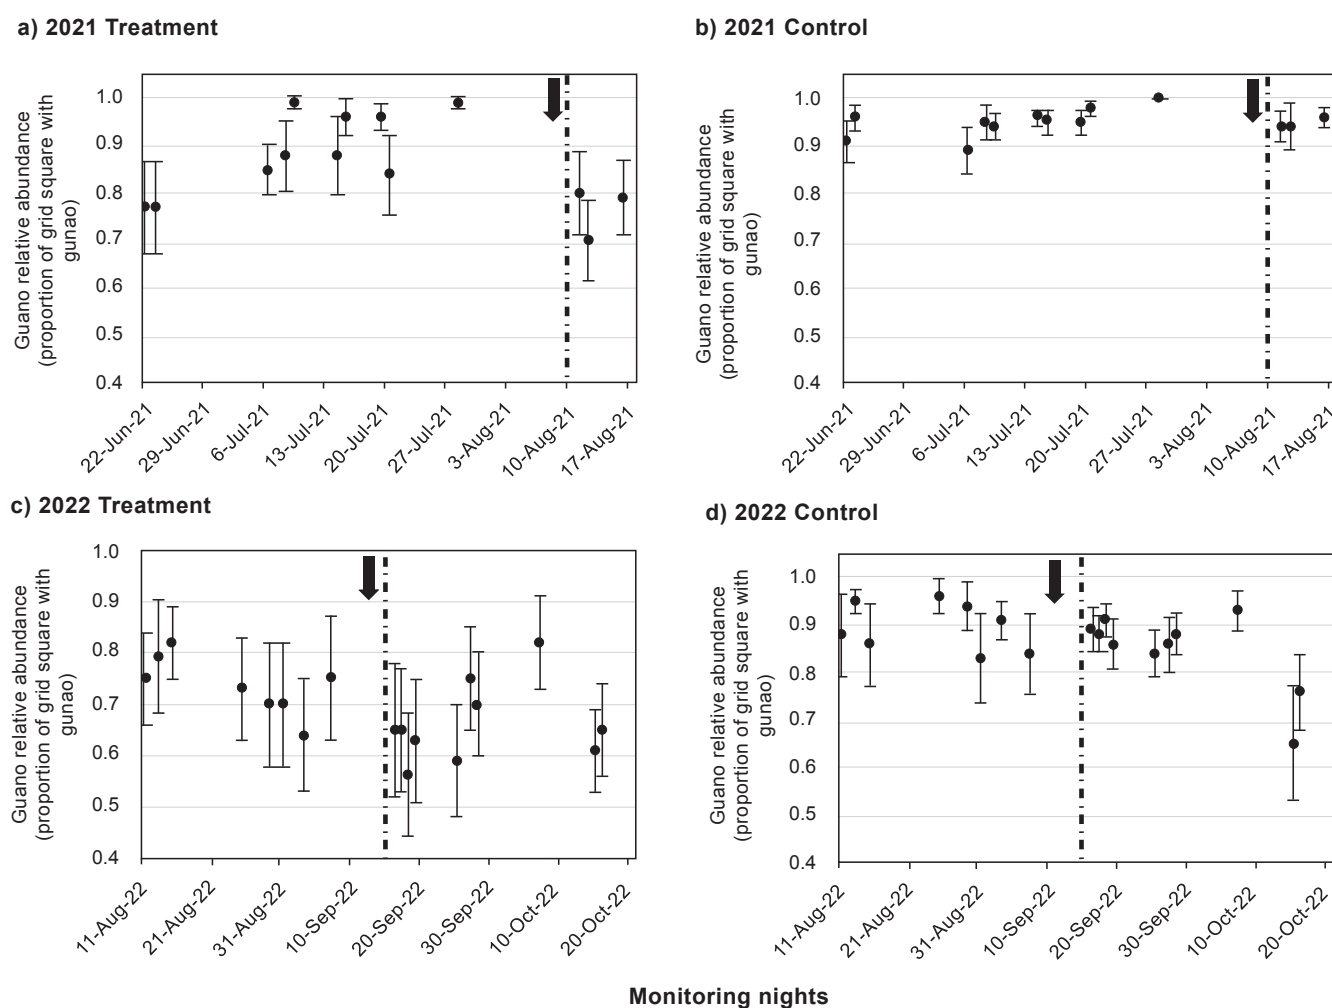 a) 2021 Treatment
Guano relative abundance
(proportion of grid square with
gunao)
1.0
0.9
0.8
0.7
0.6
0.5
0.4
22-Jun-21
29-Jun-21
6-Jul-21
13-Jul-21
20-Jul-21
27-Jul-21
3-Aug-21
10-Aug-21
17-Aug-21
b) 2021 Control
Guano relative abundance
(proportion of grid square with
gunao)
1.0
0.9
0.8
0.7
0.6
0.5
0.4
22-Jun-21
29-Jun-21
6-Jul-21
13-Jul-21
20-Jul-21
27-Jul-21
3-Aug-21
10-Aug-21
17-Aug-21
c) 2022 Treatment
Guano relative abundance
(proportion of grid square with
gunao)
1.0
0.9
0.8
0.7
0.6
0.5
0.4
11-Aug-22
21-Aug-22
31-Aug-22
10-Sep-22
20-Sep-22
30-Sep-22
10-Oct-22
20-Oct-22
d) 2022 Control
Guano relative abundance
(proportion of grid square with
gunao)
1.0
0.9
0.8
0.7
0.6
0.5
0.4
11-Aug-22
21-Aug-22
31-Aug-22
10-Sep-22
20-Sep-22
30-Sep-22
10-Oct-22
20-Oct-22
Monitoring nights